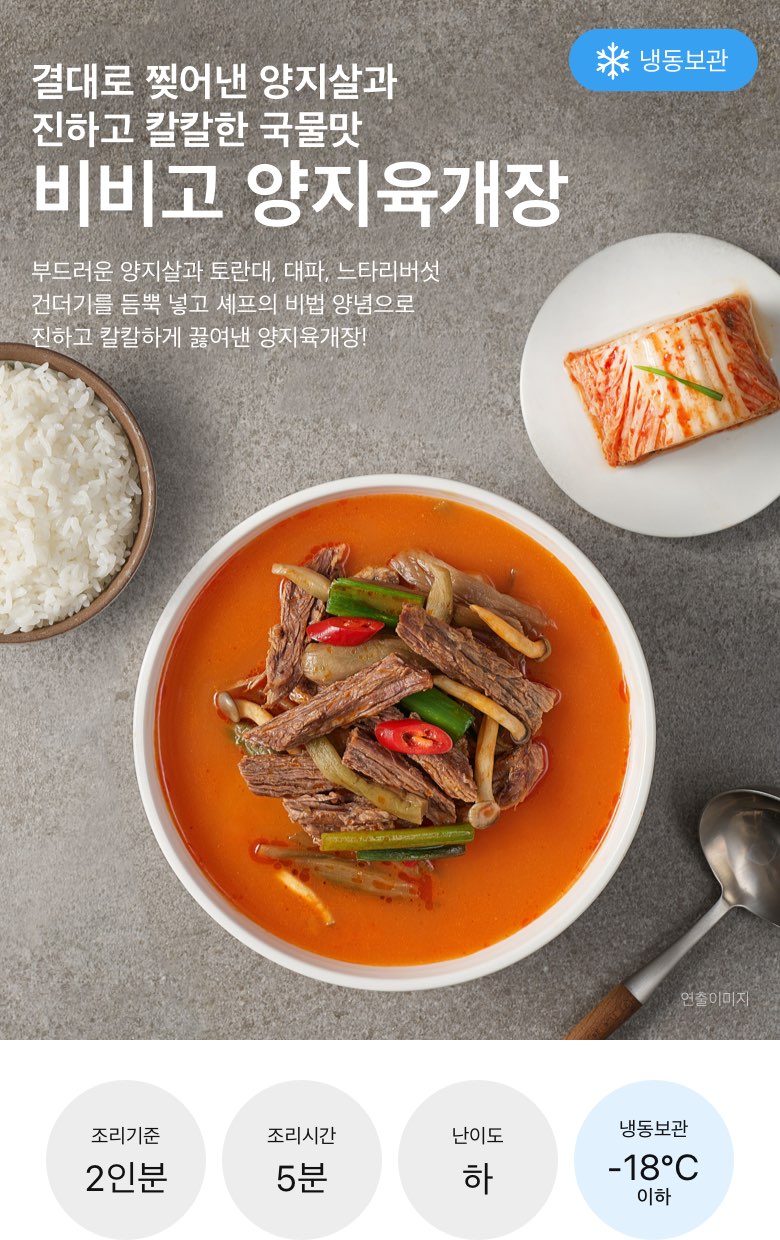 냉동보관
결대로 찢어낸 양지살과
진하고 칼칼한 국물맛
비비고 양지육개장
부드러운 양지살과 토란대, 대파, 느타리버섯
건더기를 듬뿍 넣고 셰프의 비법 양념으로
진하고 칼칼하게 끓여낸 양지육개장!
연출이미지
조리기준
2인분
조리시간
5분
난이도
하
냉동보관
-18°C
이하